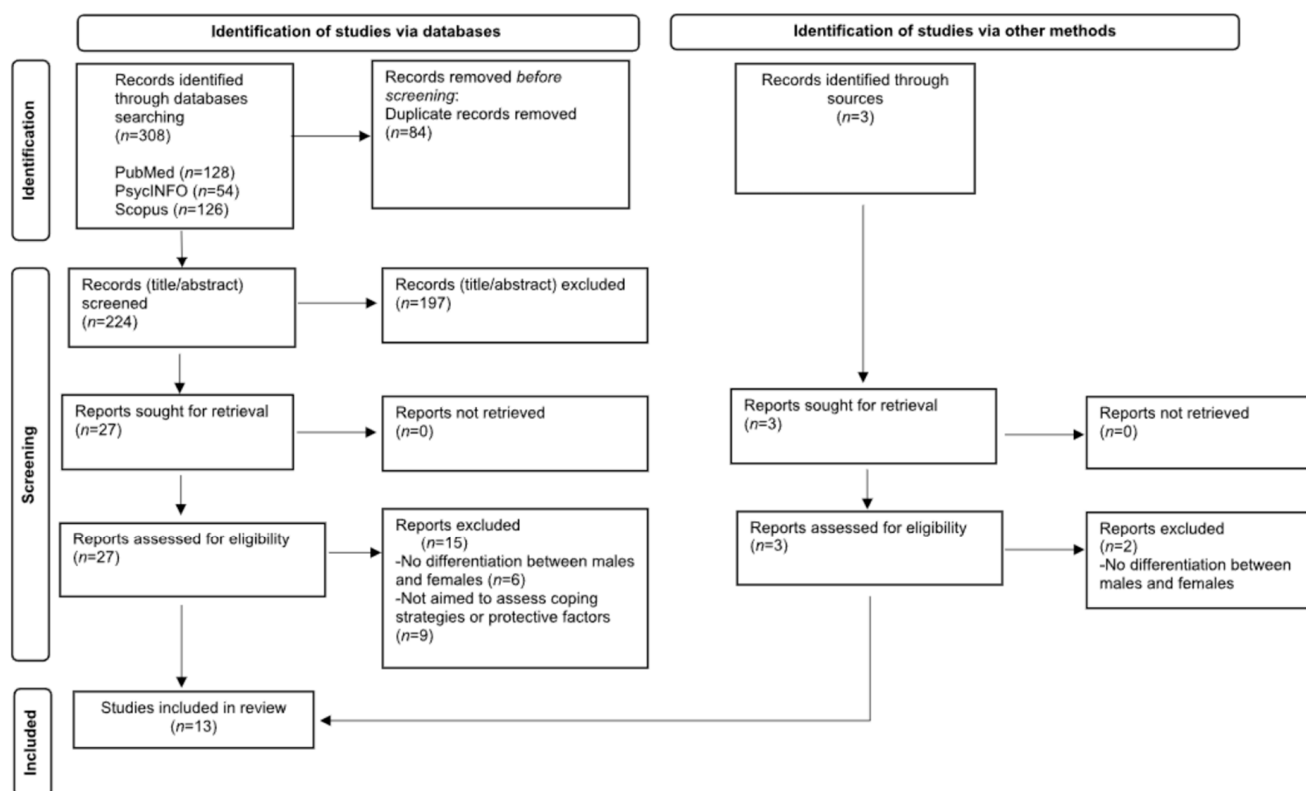 Identification of studies via databases
Identification of studies via other methods
Identification
Records identified
through databases
searching
(n=308)
PubMed (n=128)
PsycINFO (n=54)
Scopus (n=126)
Records removed before
screening:
Duplicate records removed
(n=84)
Records identified through
sources
(n=3)
Screening
Records (title/abstract)
screened
(n=224)
Records (title/abstract) excluded
(n=197)
Reports sought for retrieval
(n=27)
Reports not retrieved
(n=0)
Reports sought for retrieval
(n=3)
Reports not retrieved
(n=0)
Reports assessed for eligibility
(n=27)
Reports excluded
(n=15)
-No differentiation between males
and females (n=6)
-Not aimed to assess coping
strategies or protective factors
(n=9)
Reports assessed for eligibility
(n=3)
Reports excluded
(n=2)
-No differentiation between
males and females
Included
Studies included in review
(n=13)